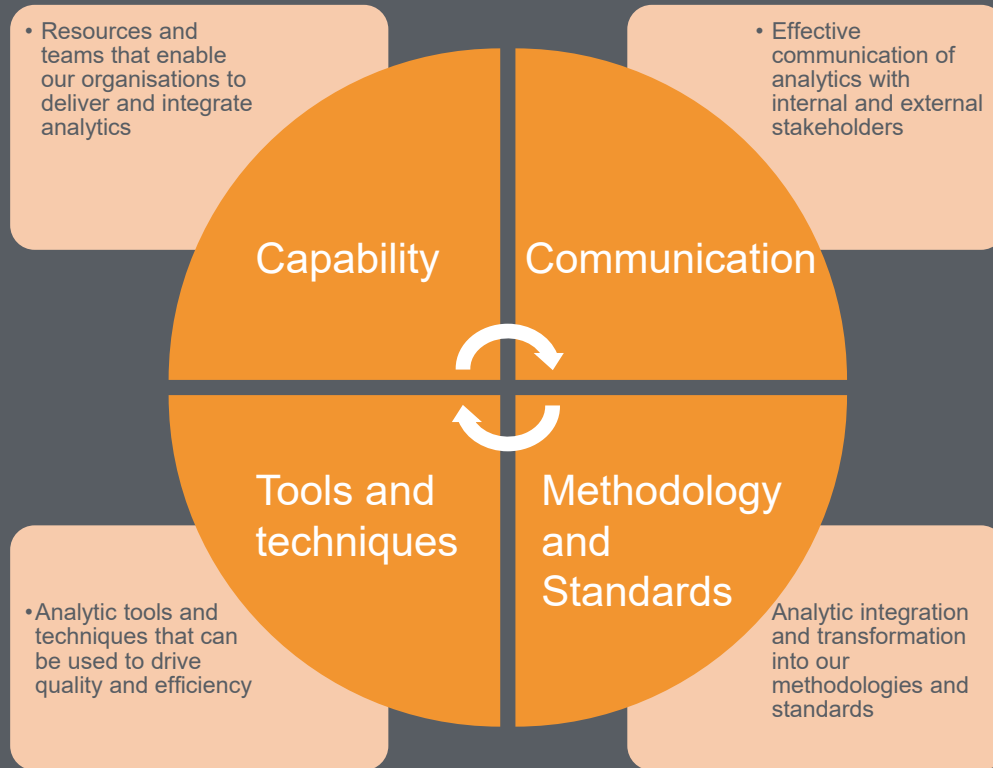 • Resources and
teams that enable
our organisations to
deliver and integrate
analytics
• Effective
communication of
analytics with
internal and external
stakeholders
Capability
Communication
Tools and
techniques
Methodology
and
Standards
•Analytic tools and
techniques that can
be used to drive
quality and efficiency
Analytic integration
and transformation
into our
methodologies and
standards